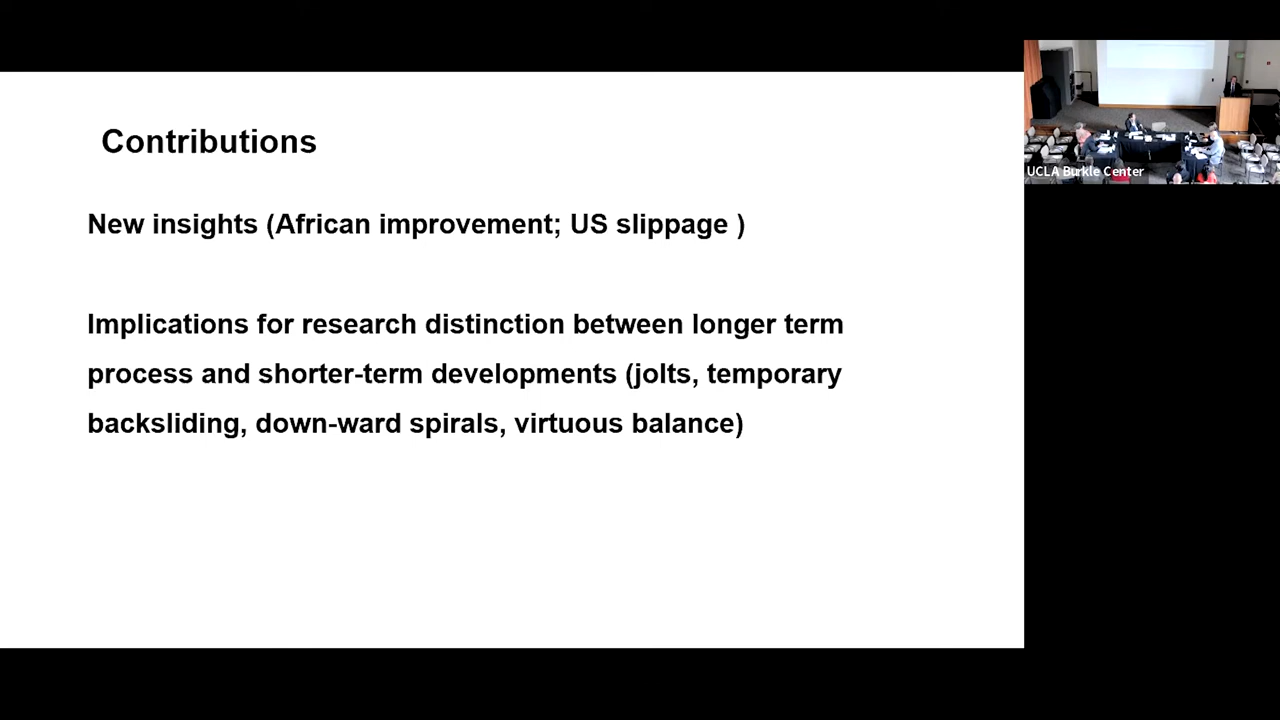 Contributions
New insights (African improvement; US slippage )
Implications for research distinction between longer term
process and shorter-term developments (jolts, temporary
backsliding, down-ward spirals, virtuous balance)
UCLA Burkle Center